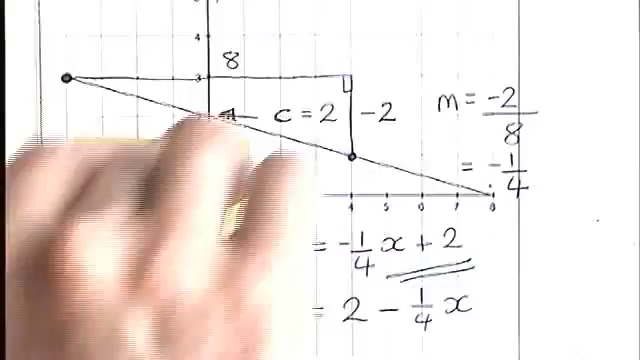 4
8
3
c = 2
-2
m = -2/8
= -1/4
4 5 6 7 8
= -1/4 x + 2
= 2 - 1/4 x